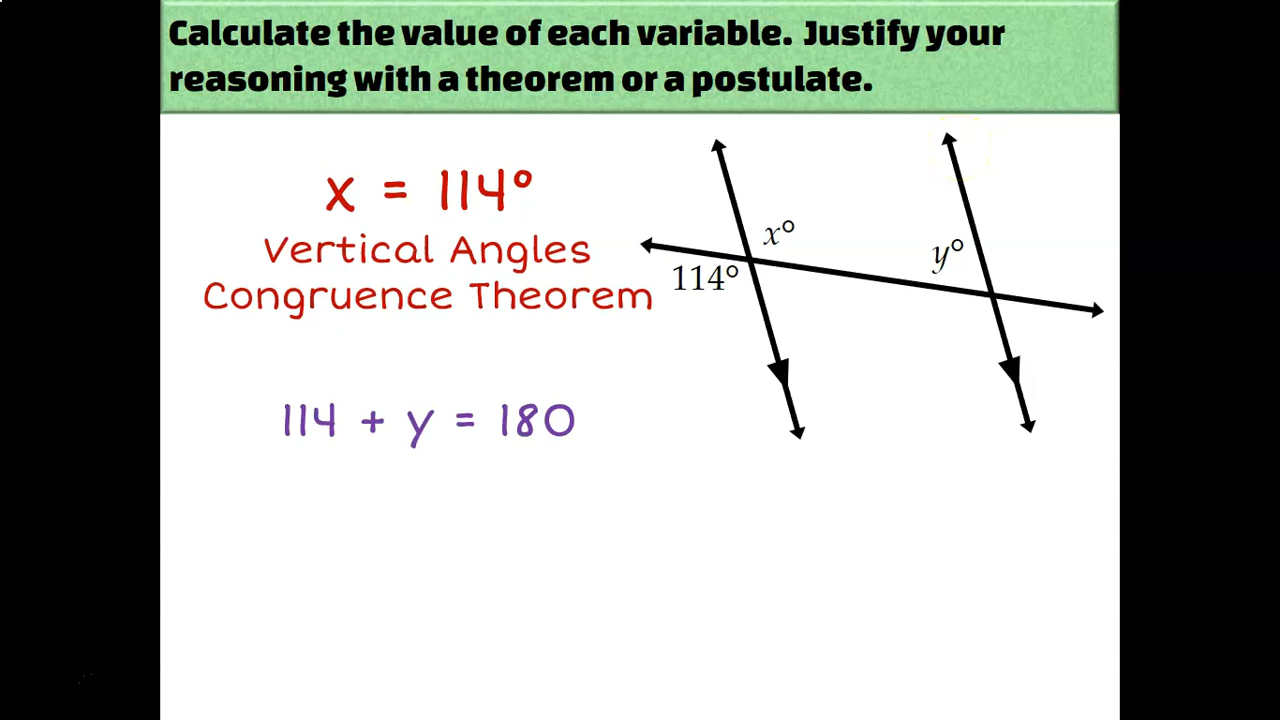 Calculate the value of each variable. Justify your
reasoning with a theorem or a postulate.
x = 114°
Vertical Angles
Congruence Theorem
114 + y = 180
x°
y°
114°